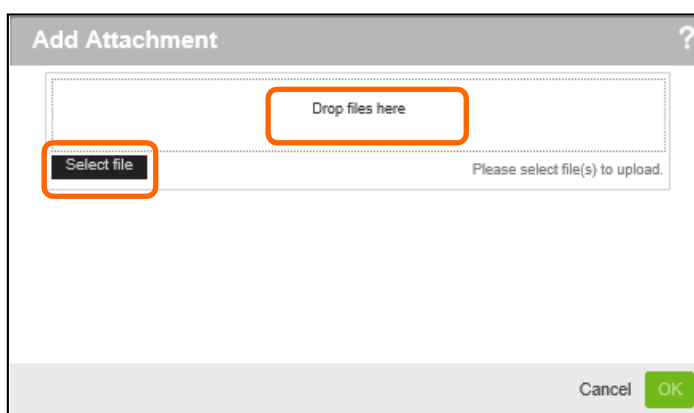 Add Attachment ?
Drop files here
Select file
Please select file(s) to upload.
Cancel OK